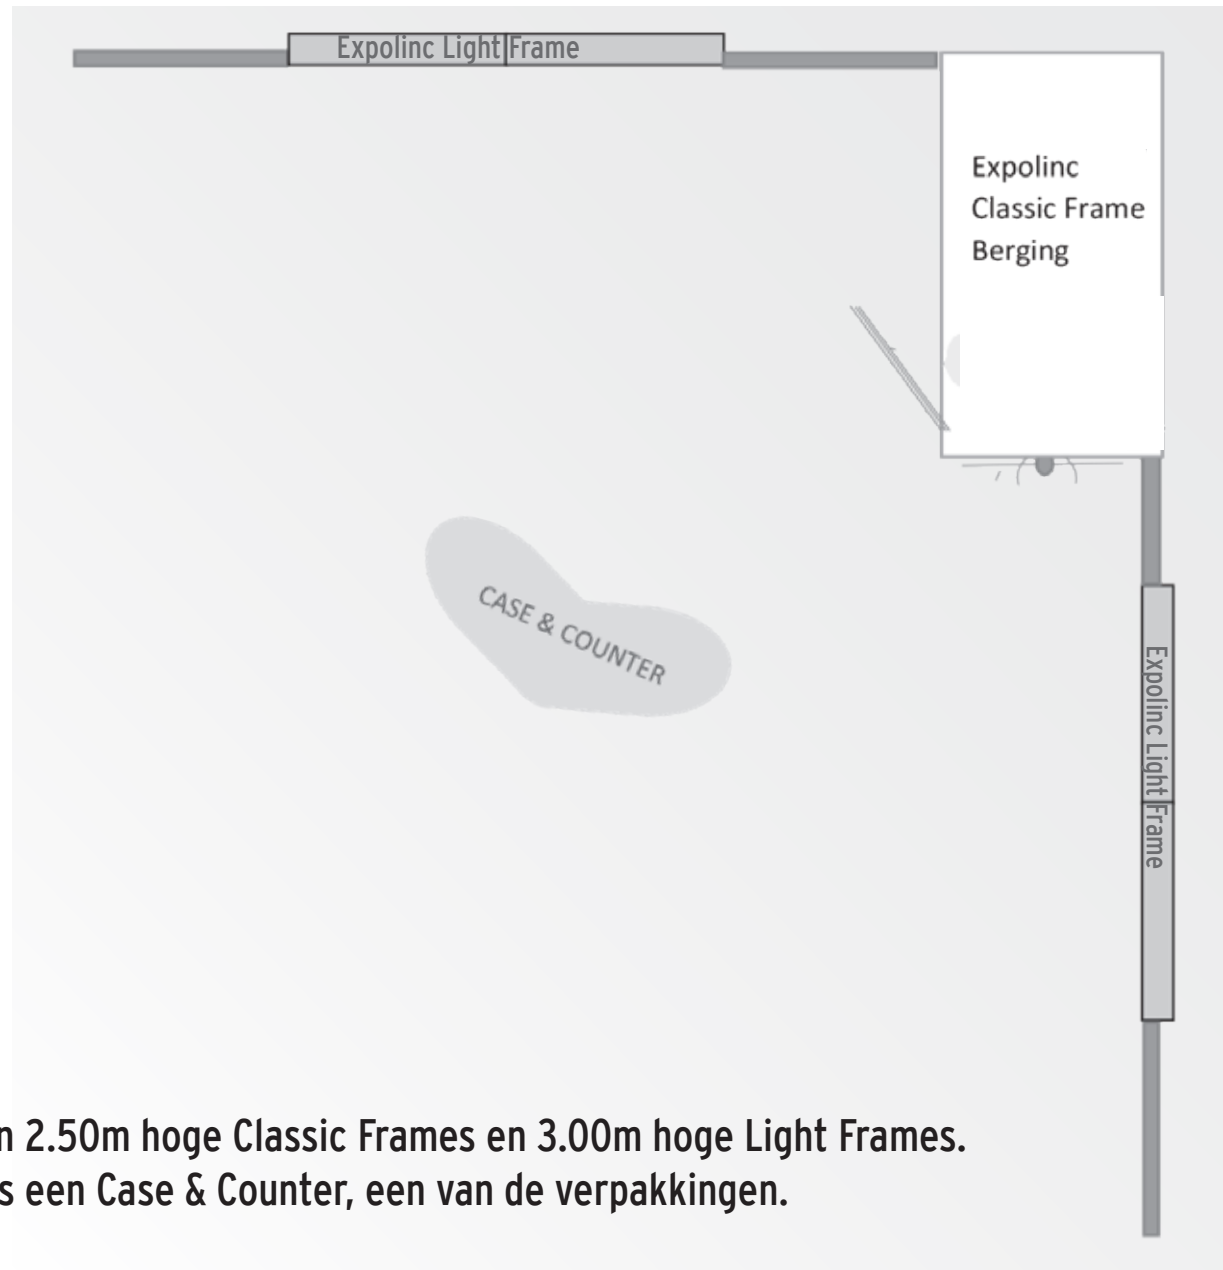 Expolinc Light Frame
Expolinc
Classic Frame
Berging
CASE & COUNTER
Expolinc Light Frame
n 2.50m hoge Classic Frames en 3.00m hoge Light Frames.
s een Case & Counter, een van de verpakkingen.